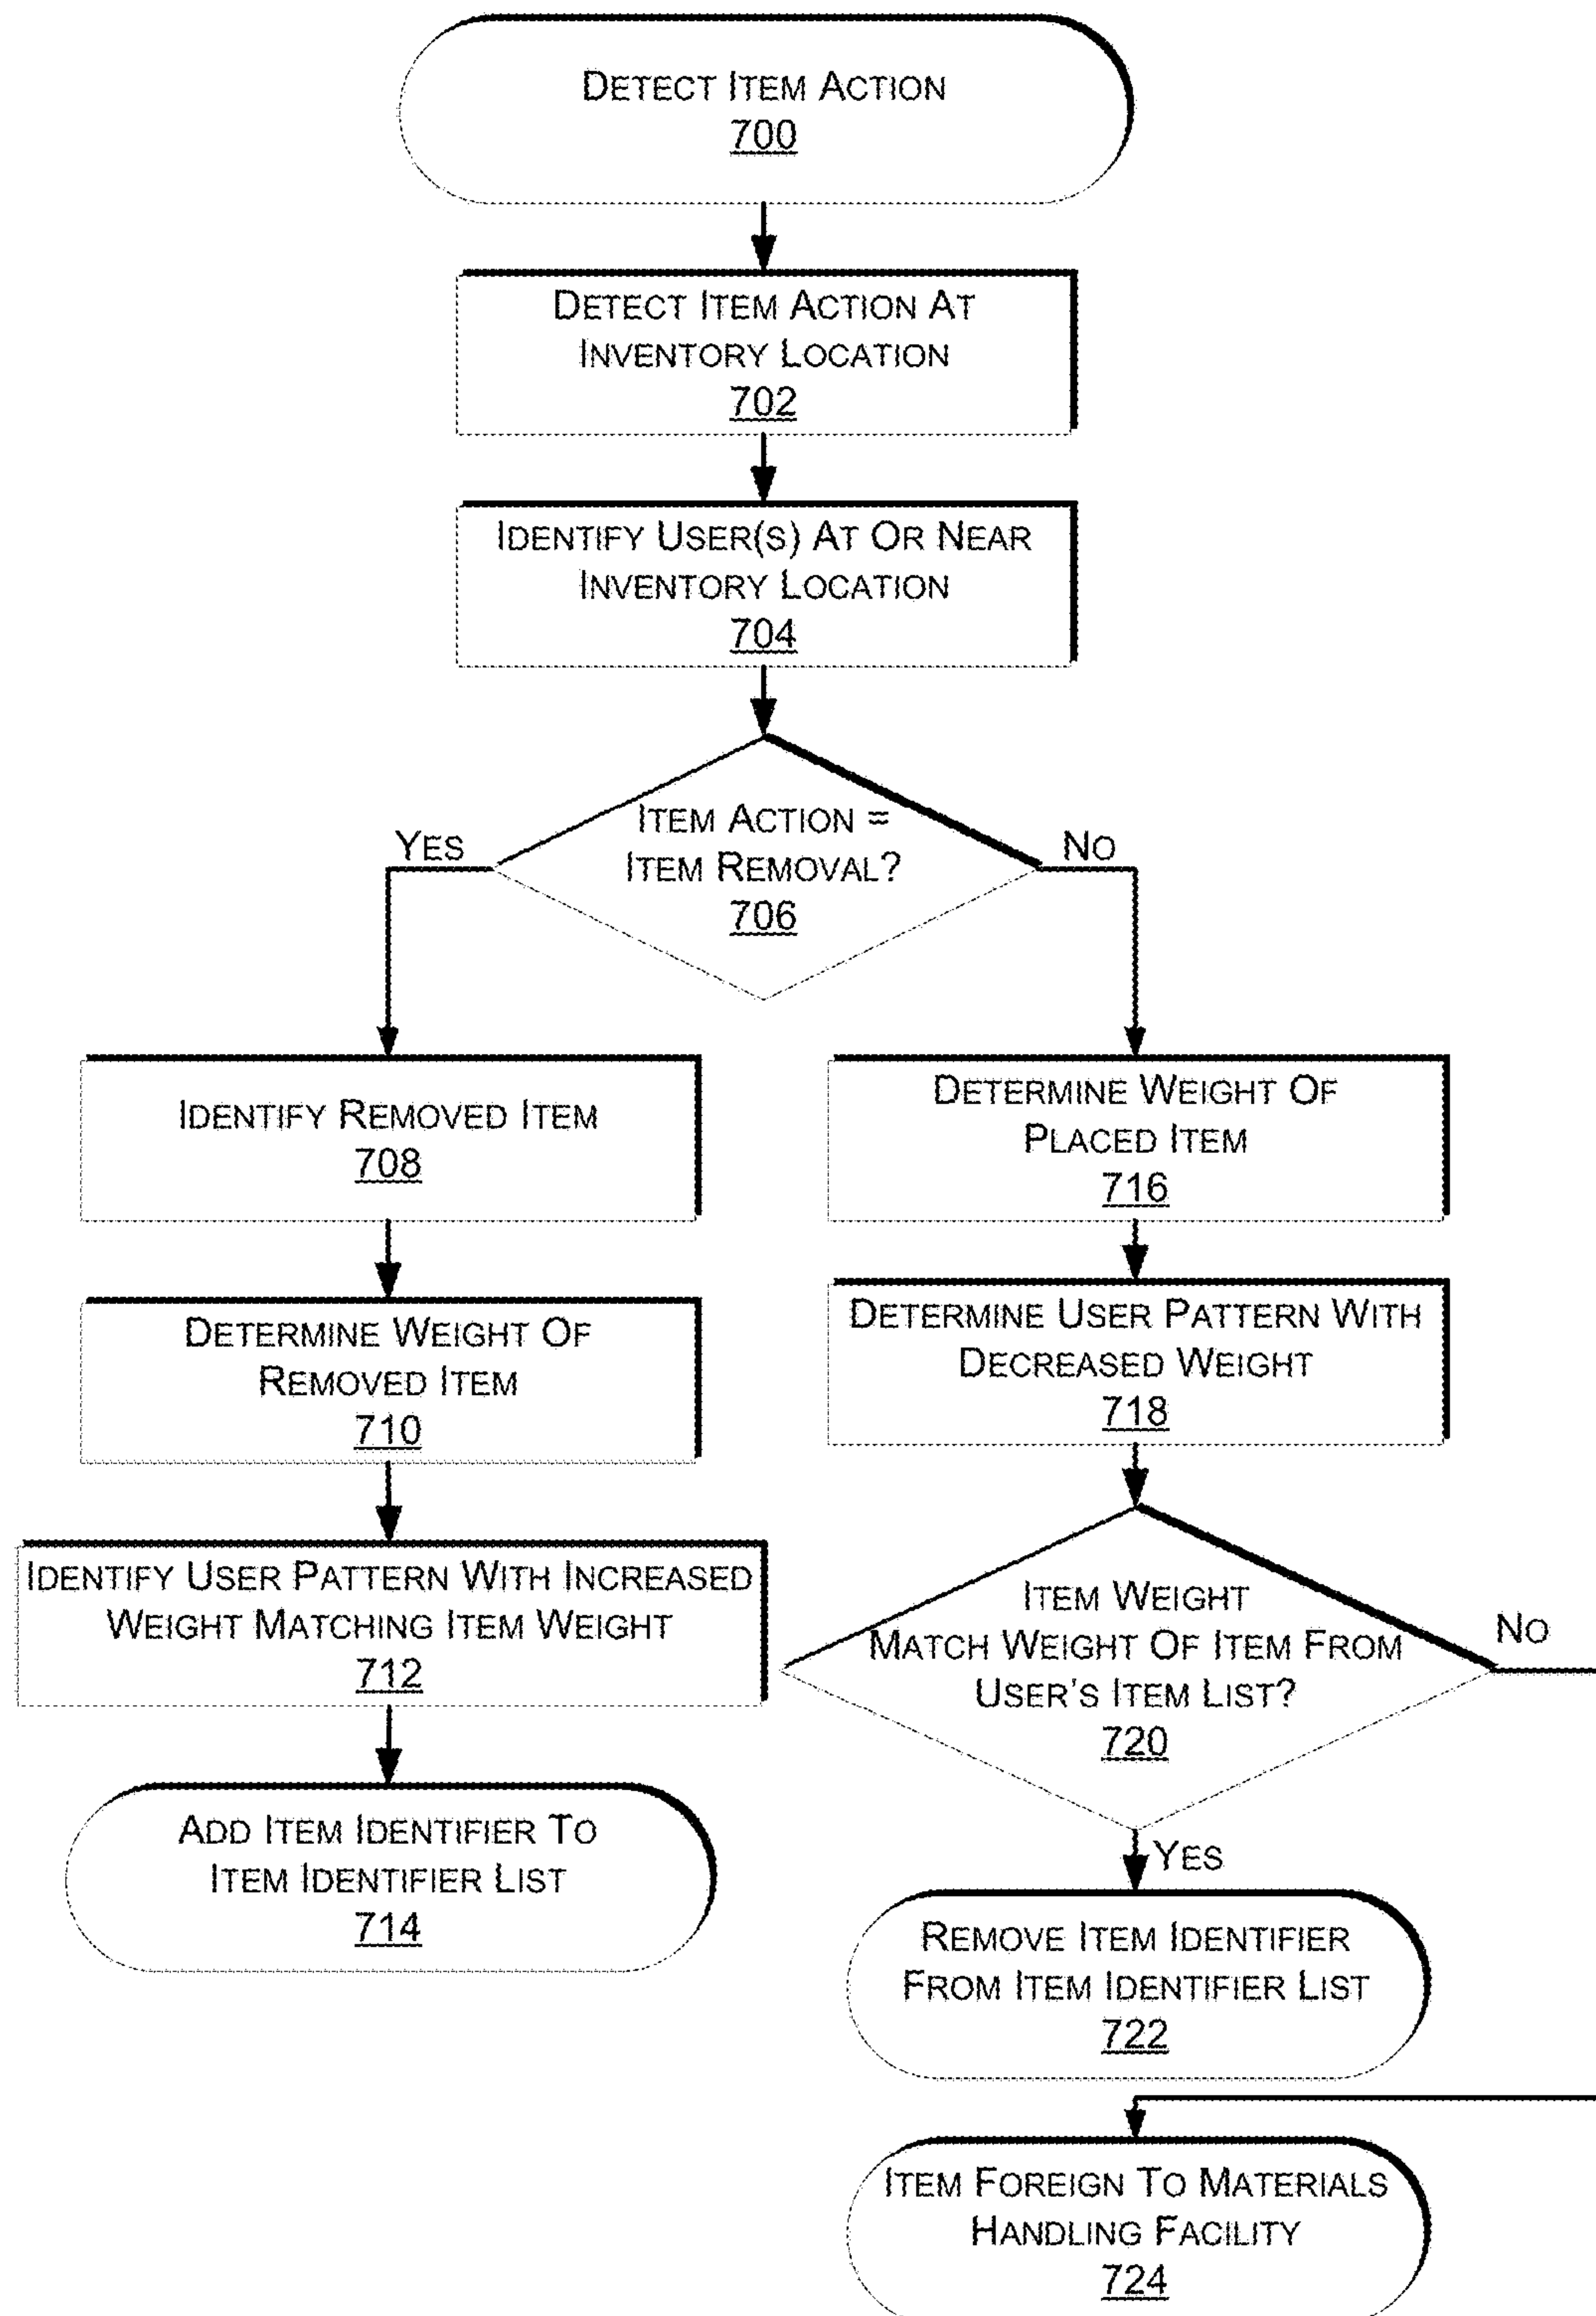 DETECT ITEM ACTION
700
DETECT ITEM ACTION AT
INVENTORY LOCATION
702
IDENTIFY USER(S) AT OR NEAR
INVENTORY LOCATION
704
ITEM ACTION =
ITEM REMOVAL?
706
YES
NO
IDENTIFY REMOVED ITEM
708
DETERMINE WEIGHT OF
REMOVED ITEM
710
IDENTIFY USER PATTERN WITH INCREASED
WEIGHT MATCHING ITEM WEIGHT
712
ADD ITEM IDENTIFIER TO
ITEM IDENTIFIER LIST
714
DETERMINE WEIGHT OF
PLACED ITEM
716
DETERMINE USER PATTERN WITH
DECREASED WEIGHT
718
ITEM WEIGHT
MATCH WEIGHT OF ITEM FROM
USER'S ITEM LIST?
720
NO
YES
REMOVE ITEM IDENTIFIER
FROM ITEM IDENTIFIER LIST
722
ITEM FOREIGN TO MATERIALS
HANDLING FACILITY
724